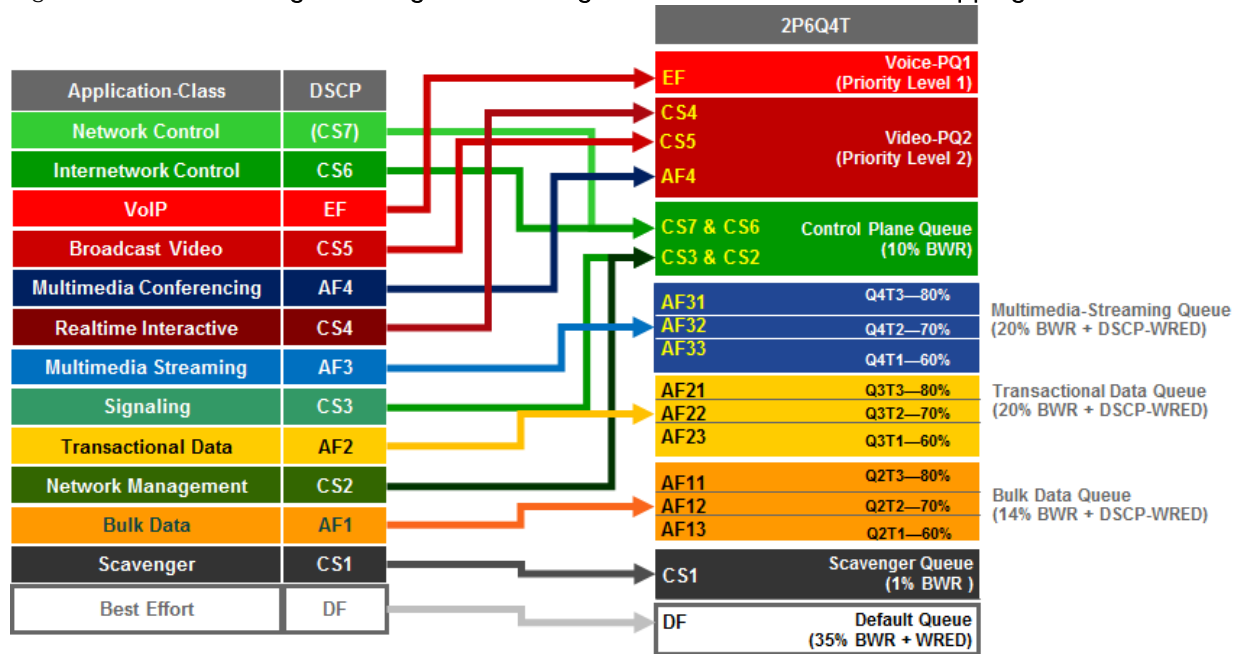 2P6Q4T
Application-Class DSCP
Network Control (CS7)
Internetwork Control CS6
VoIP EF
Broadcast Video CS5
Multimedia Conferencing AF4
Realtime Interactive CS4
Multimedia Streaming AF3
Signaling CS3
Transactional Data AF2
Network Management CS2
Bulk Data AF1
Scavenger CS1
Best Effort DF
EF
Voice-PQ1
(Priority Level 1)
CS4
CS5
AF4
Video-PQ2
(Priority Level 2)
CS7 & CS6
CS3 & CS2
Control Plane Queue
(10% BWR)
AF31 Q4T3—80%
AF32 Q4T2—70%
AF33 Q4T1—60%
Multimedia-Streaming Queue
(20% BWR + DSCP-WRED)
AF21 Q3T3—80%
AF22 Q3T2—70%
AF23 Q3T1—60%
Transactional Data Queue
(20% BWR + DSCP-WRED)
AF11 Q2T3—80%
AF12 Q2T2—70%
AF13 Q2T1—60%
Bulk Data Queue
(14% BWR + DSCP-WRED)
CS1
Scavenger Queue
(1% BWR )
DF
Default Queue
(35% BWR + WRED)